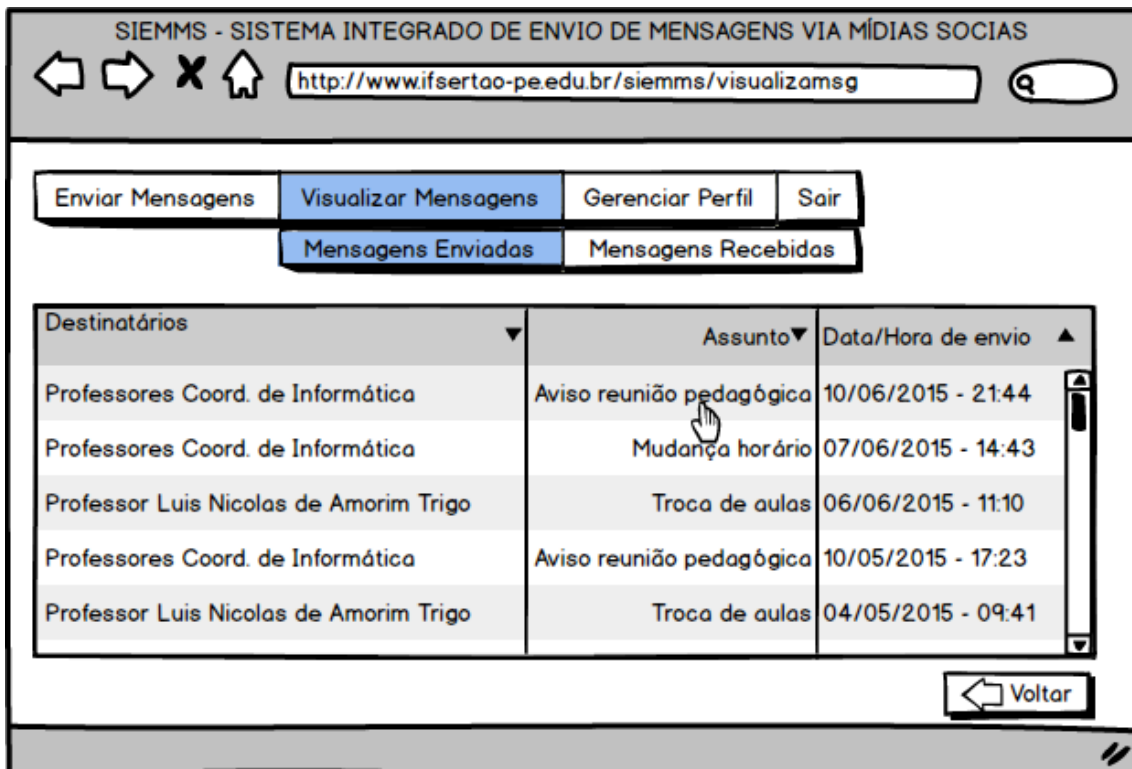 SIEMMS - SISTEMA INTEGRADO DE ENVIO DE MENSAGENS VIA MÍDIAS SOCIAS
http://www.ifsertao-pe.edu.br/siemms/visualizamsg
Enviar Mensagens Visualizar Mensagens Gerenciar Perfil Sair
Mensagens Enviadas Mensagens Recebidas
Destinatários Assunto Data/Hora de envio
Professores Coord. de Informática Aviso reunião pedagógica 10/06/2015 - 21:44
Professores Coord. de Informática Mudança horário 07/06/2015 - 14:43
Professor Luis Nicolas de Amorim Trigo Troca de aulas 06/06/2015 - 11:10
Professores Coord. de Informática Aviso reunião pedagógica 10/05/2015 - 17:23
Professor Luis Nicolas de Amorim Trigo Troca de aulas 04/05/2015 - 09:41
Voltar